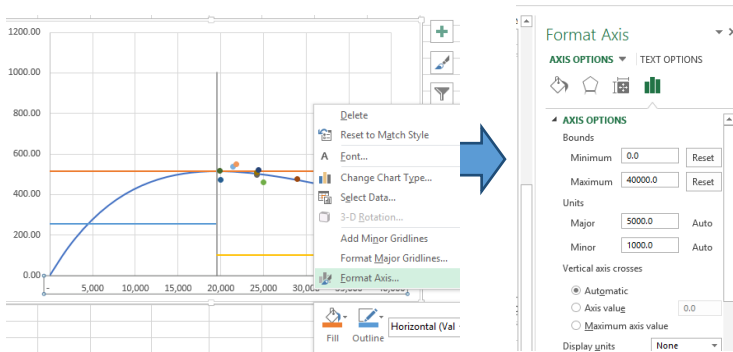 1200.00
1000.00
800.00
600.00
400.00
200.00
0.00
- 5,000 10,000 15,000 20,000 25,000 30,000 35,000 40,000
Delete
Reset to Match Style
A Font...
Change Chart Type...
Select Data...
3-D Rotation...
Add Minor Gridlines
Format Major Gridlines...
Format Axis...
Fill Outline
Horizontal (Val
Format Axis
AXIS OPTIONS TEXT OPTIONS
AXIS OPTIONS
Bounds
Minimum 0.0 Reset
Maximum 40000.0 Reset
Units
Major 5000.0 Auto
Minor 1000.0 Auto
Vertical axis crosses
Automatic
Axis value 0.0
Maximum axis value
Display units None